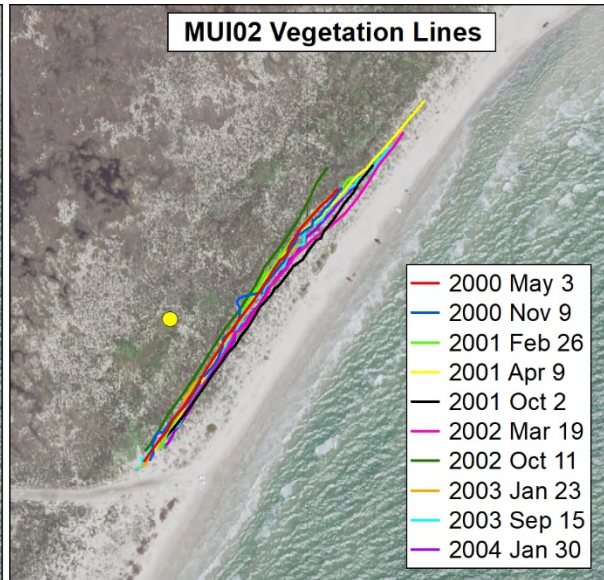 MUI02 Vegetation Lines
2000 May 3
2000 Nov 9
2001 Feb 26
2001 Apr 9
2001 Oct 2
2002 Mar 19
2002 Oct 11
2003 Jan 23
2003 Sep 15
2004 Jan 30